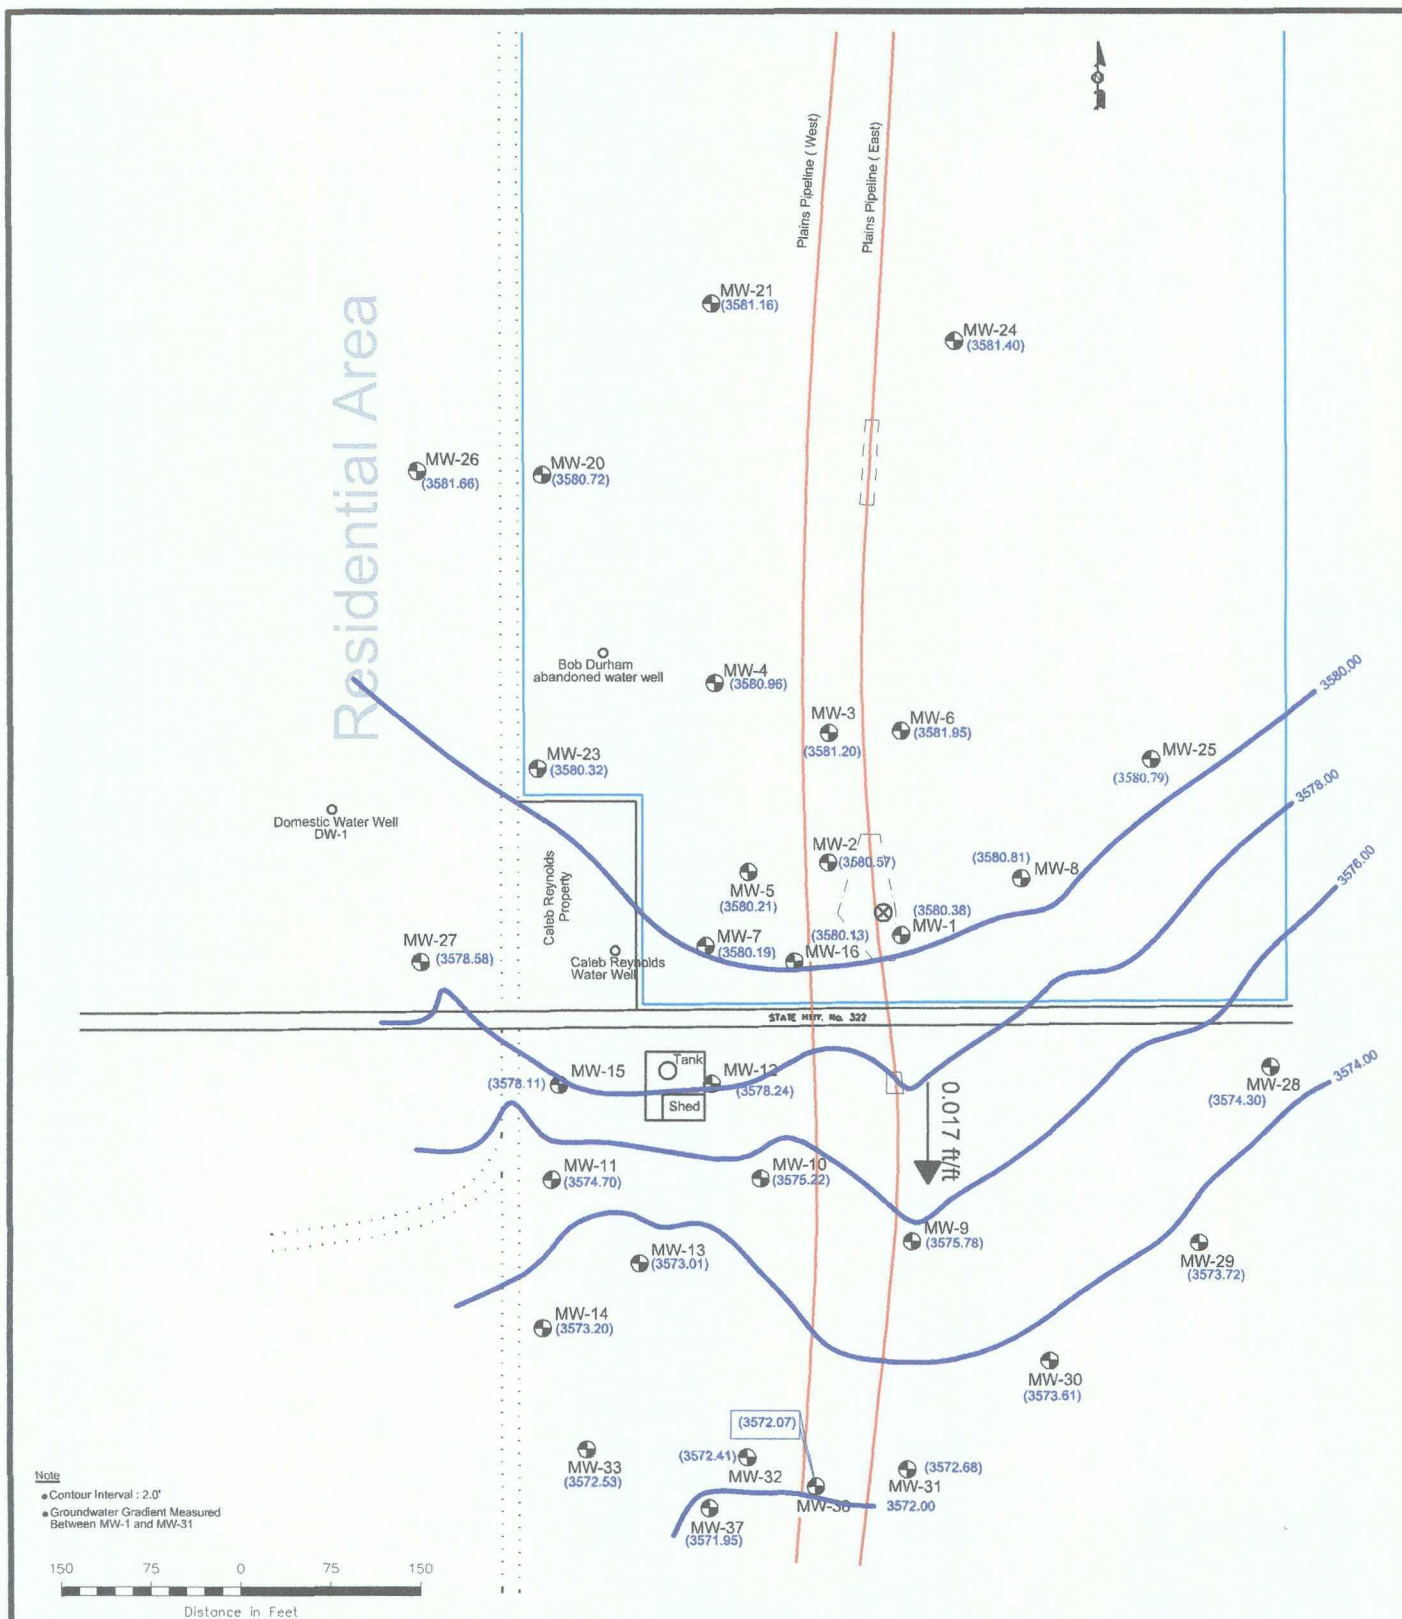 Plains Pipeline ( West)
Plains Pipeline ( East)
MW-21
(3581.16)
MW-24
(3581.40)
Residential Area
MW-26
(3581.66)
MW-20
(3580.72)
Bob Durham
abandoned water well
MW-4
(3580.96)
MW-3
(3581.20)
MW-6
(3581.95)
3580.00
MW-23
(3580.32)
MW-25
(3580.79)
3578.00
Domestic Water Well
DW-1
MW-2
(3580.57)
(3580.81)
MW-8
3576.00
MW-5
(3580.21)
Caleb Reynolds
Property
(3580.38)
MW-1
MW-7
(3580.19)
(3580.13)
MW-16
MW-27
(3578.58)
Caleb Reynolds
Water Well
STATE HWY. No. 322
Tank
Shed
MW-15
(3578.11)
MW-12
(3578.24)
0.017 ft/ft
MW-28
(3574.30)
3574.00
MW-11
(3574.70)
MW-10
(3575.22)
MW-9
(3575.78)
MW-13
(3573.01)
MW-29
(3573.72)
MW-14
(3573.20)
MW-30
(3573.61)
(3572.07)
MW-33
(3572.53)
(3572.41)
MW-32
MW-38
(3572.68)
MW-31
3572.00
MW-37
(3571.95)
Note
Contour Interval : 2.0'
Groundwater Gradient Measured
Between MW-1 and MW-31
150 75 0 75 150
Distance in Feet